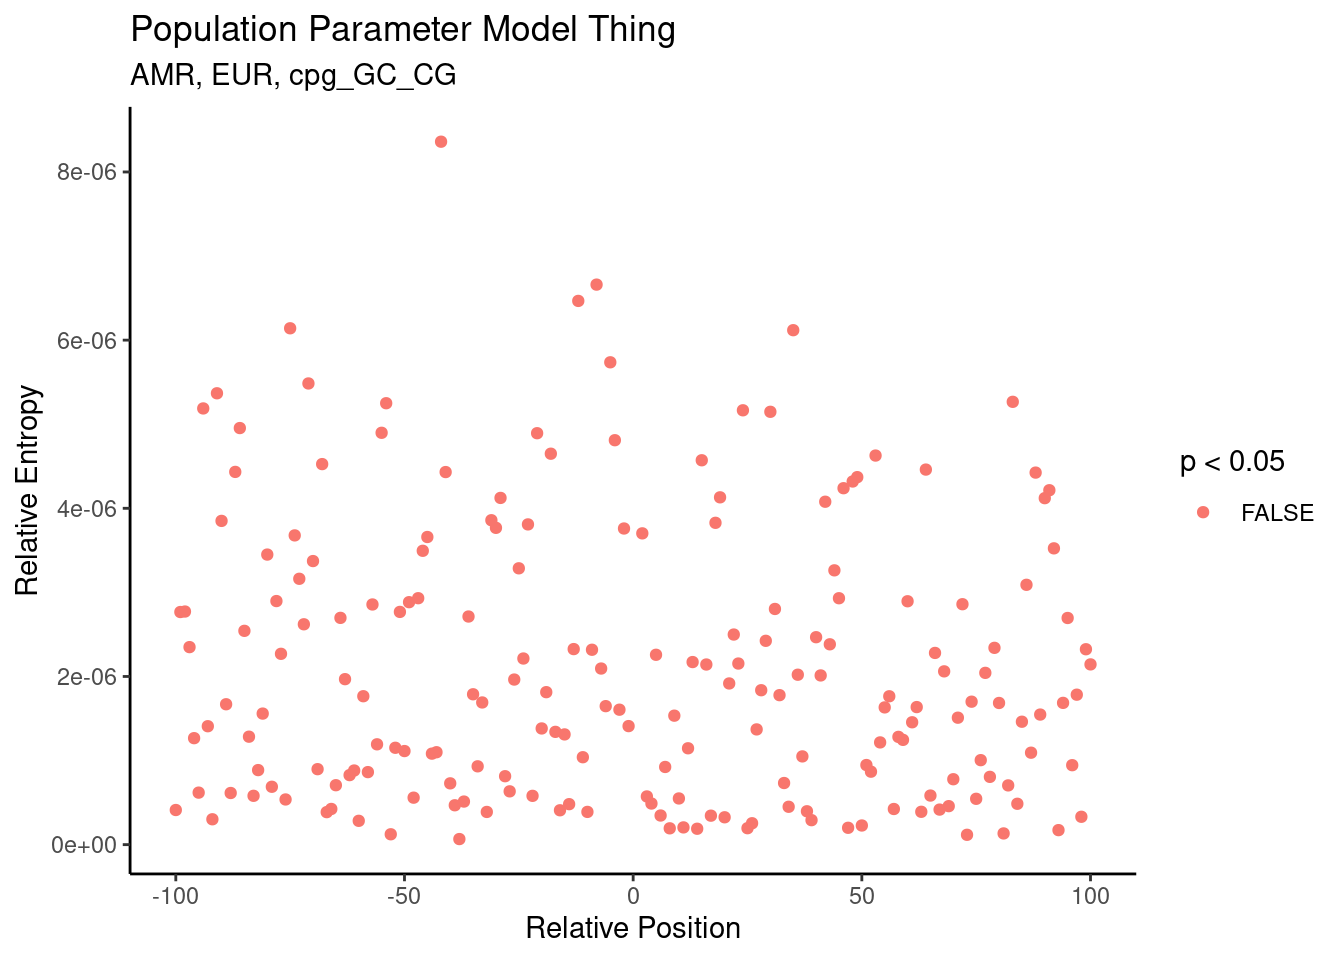 Population Parameter Model Thing
AMR, EUR, cpg_GC_CG
8e-06
6e-06
4e-06
2e-06
0e+00
Relative Entropy
-100
-50
0
50
100
Relative Position
p < 0.05
FALSE